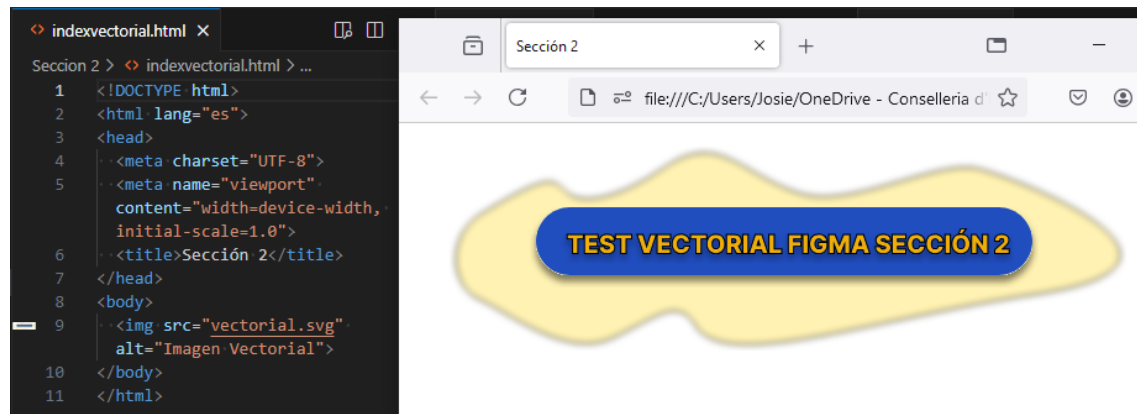 indexvectorial.html
Seccion 2 > indexvectorial.html > ...
1 <!DOCTYPE html>
2 <html lang="es">
3 <head>
4 <meta charset="UTF-8">
5 <meta name="viewport"
content="width=device-width,
initial-scale=1.0">
6 <title>Sección 2</title>
7 </head>
8 <body>
9 <img src="vectorial.svg"
alt="Imagen Vectorial">
10 </body>
11 </html>
Sección 2
file:///C:/Users/Josie/OneDrive - Conselleria d'
TEST VECTORIAL FIGMA SECCIÓN 2